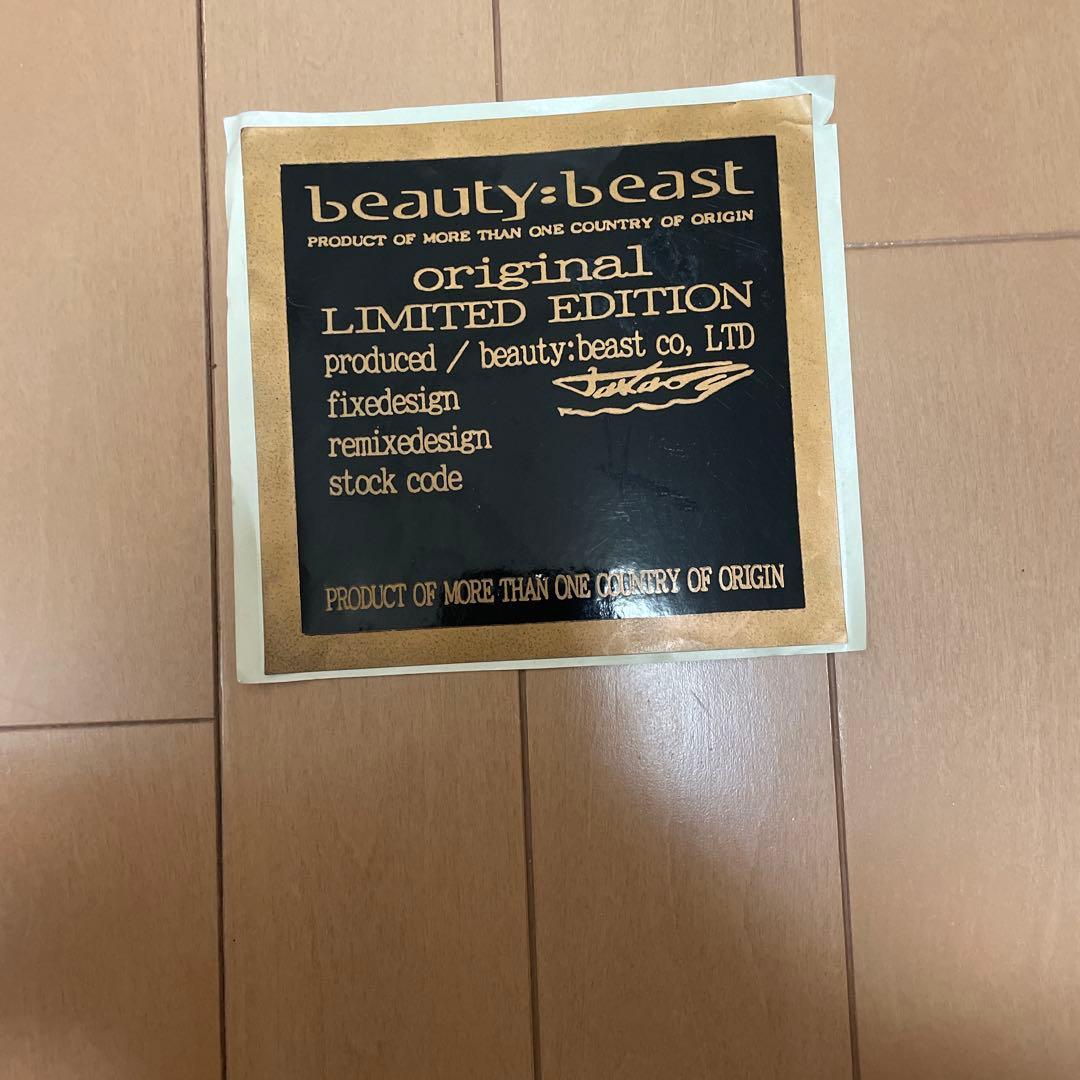 beauty:beast
PRODUCT OF MORE THAN ONE COUNTRY OF ORIGIN
original
LIMITED EDITION
produced / beauty:beast co, LTD
fixedesign
remixedesign
stock code
PRODUCT OF MORE THAN ONE COUNTRY OF ORIGIN